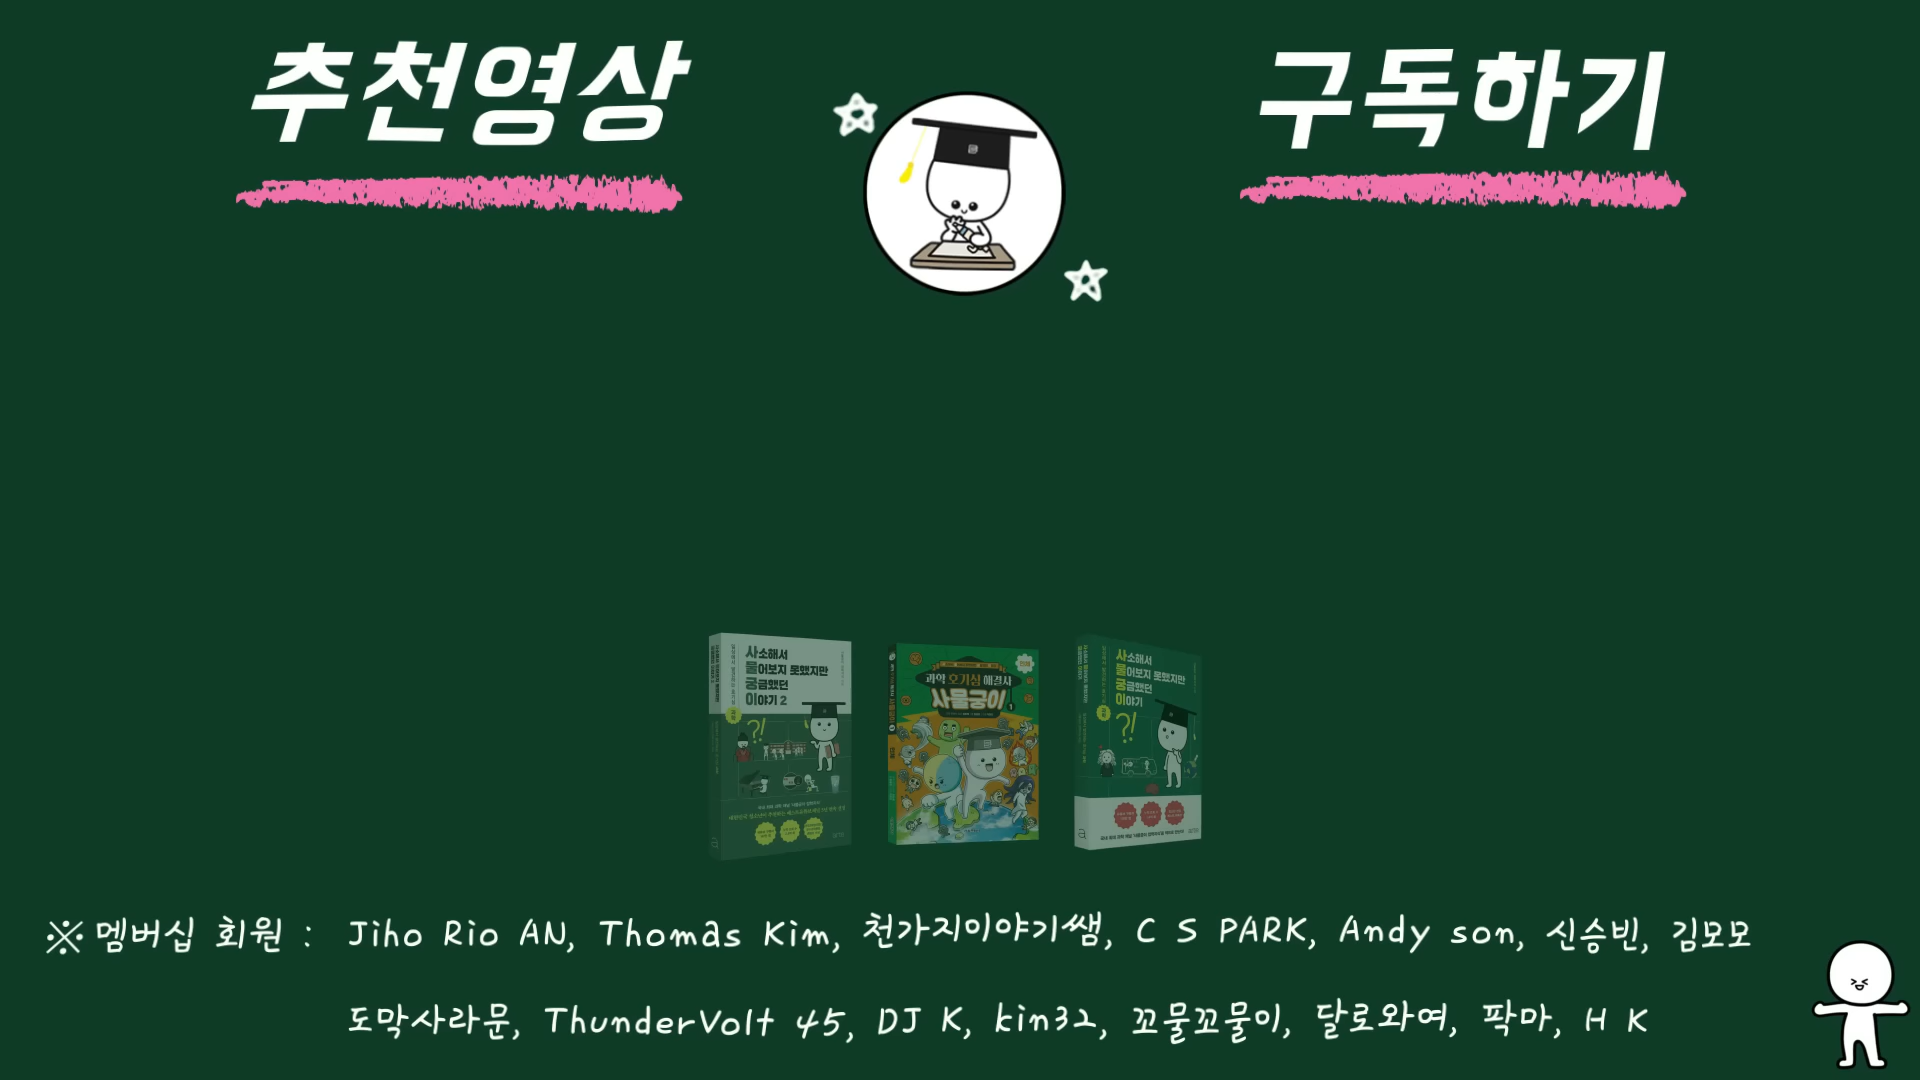 추천영상
구독하기
사소해서
물어보지 못했지만
궁금했던
이야기 2
과학 호기심 해결사
사물궁이 1
사소해서
물어보지 못했지만
궁금했던
이야기
※ 멤버십 회원 : Jiho Rio AN, Thomas Kim, 천가지이야기쌤, C S PARK, Andy son, 신승빈, 김모모
도막사라문, ThunderVolt 45, DJ K, kin32, 꼬물꼬물이, 달로와여, 팍마, H K